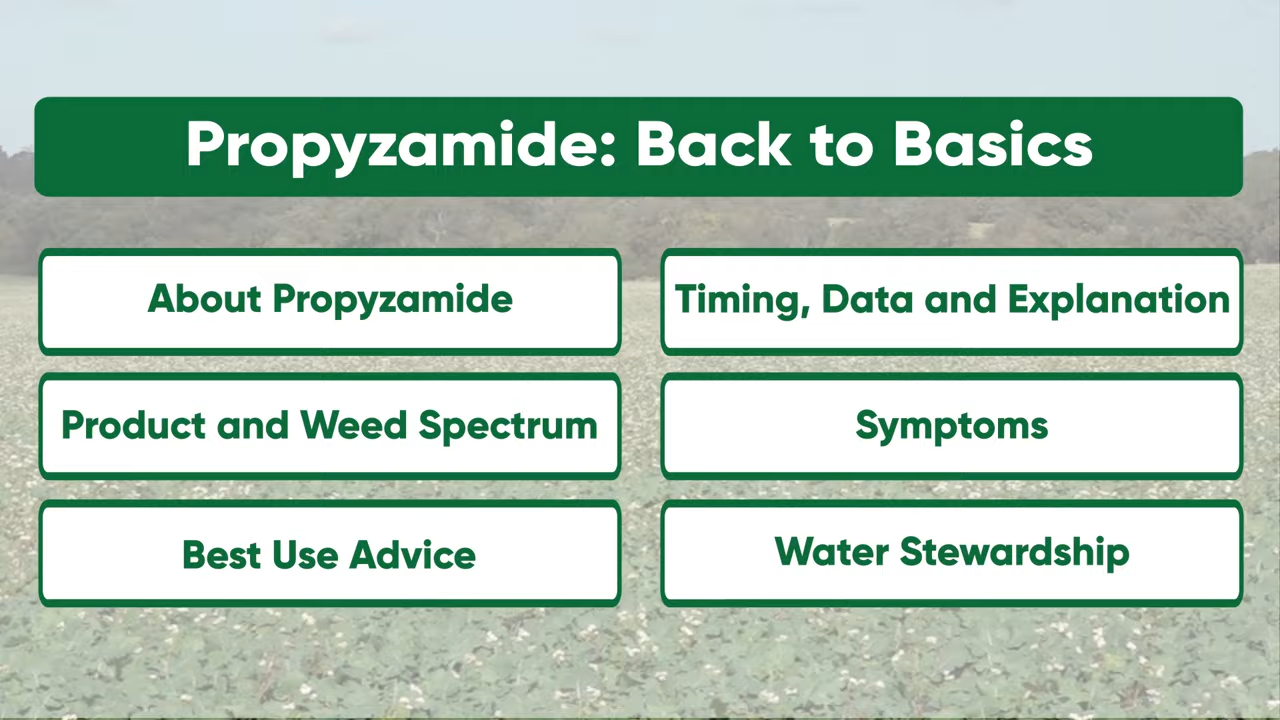 Propyzamide: Back to Basics
About Propyzamide
Timing, Data and Explanation
Product and Weed Spectrum
Symptoms
Best Use Advice
Water Stewardship